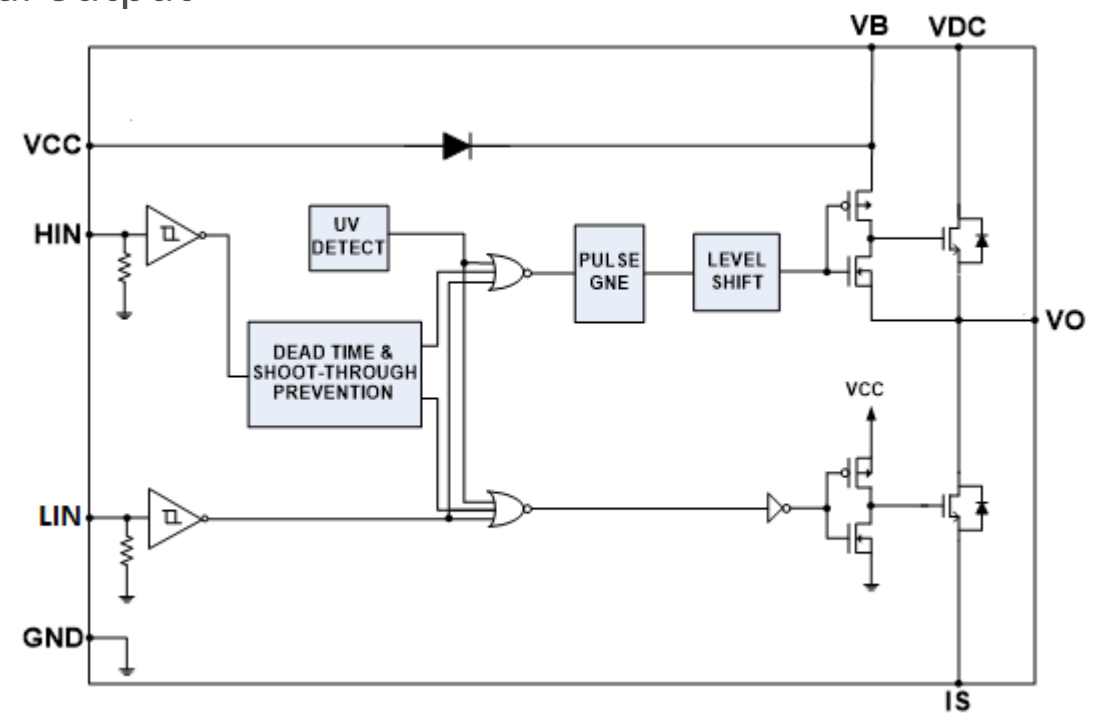 VB
VDC
VCC
HIN
UV
DETECT
PULSE
GNE
LEVEL
SHIFT
VO
DEAD TIME &
SHOOT-THROUGH
PREVENTION
VCC
LIN
GND
IS